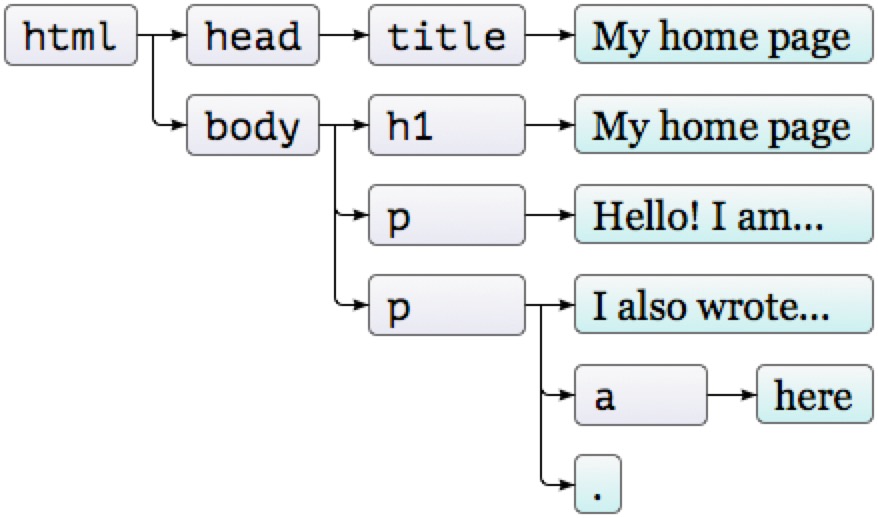 html head title My home page
body h1 My home page
p Hello! I am...
p I also wrote...
a here
.